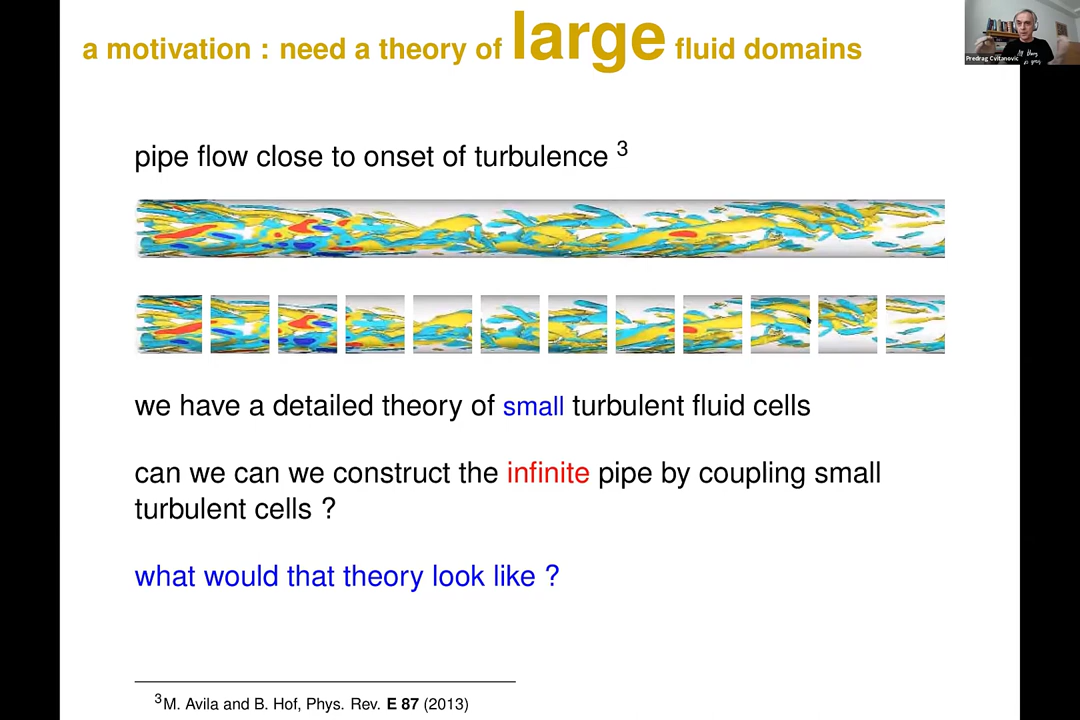 a motivation : need a theory of large fluid domains
Predrag Cvitanović
pipe flow close to onset of turbulence 3
we have a detailed theory of small turbulent fluid cells
can we can we construct the infinite pipe by coupling small
turbulent cells ?
what would that theory look like ?
3M. Avila and B. Hof, Phys. Rev. E 87 (2013)